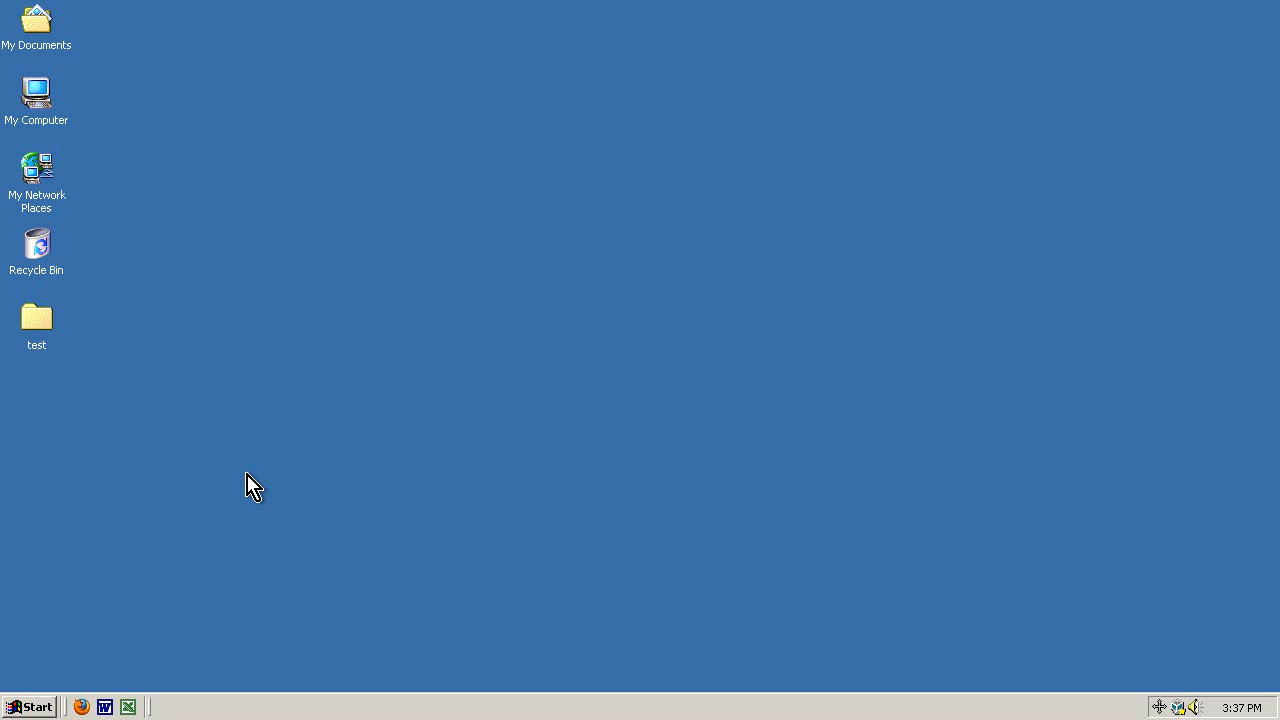 My Documents
My Computer
My Network
Places
Recycle Bin
test
Start
3:37 PM